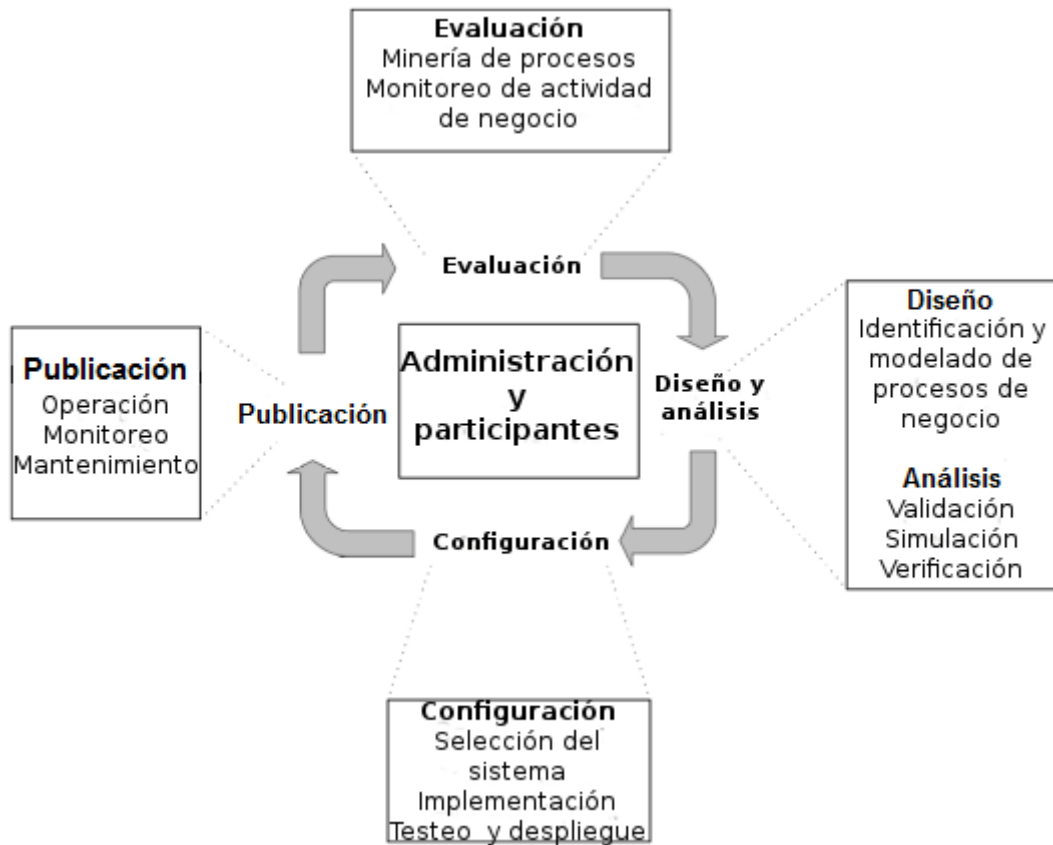 Evaluación
Minería de procesos
Monitoreo de actividad
de negocio
Evaluación
Diseño
Identificación y
modelado de
procesos de
negocio
Análisis
Validación
Simulación
Verificación
Publicación
Operación
Monitoreo
Mantenimiento
Publicación
Administración
y
participantes
Diseño y
análisis
Configuración
Configuración
Selección del
sistema
Implementación
Testeo y despliegue